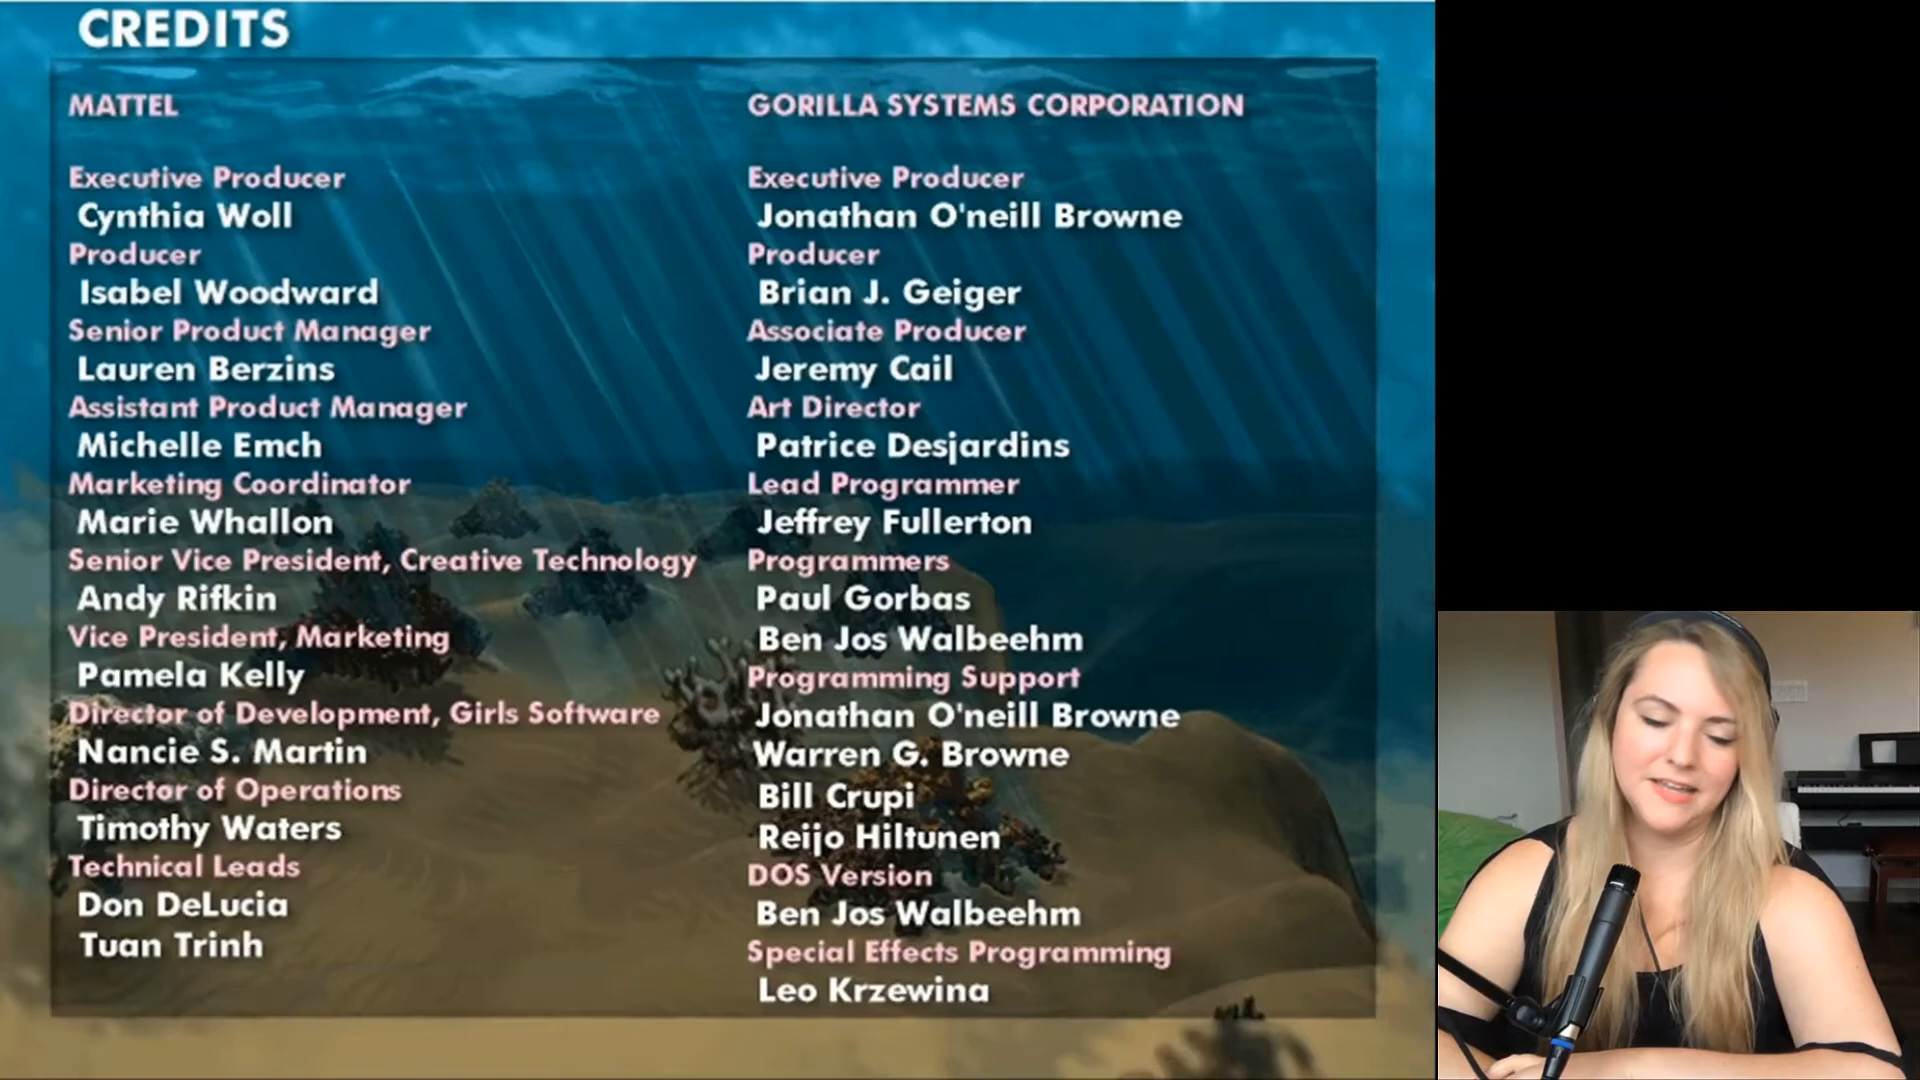 CREDITS
MATTEL
Executive Producer
Cynthia Woll
Producer
Isabel Woodward
Senior Product Manager
Lauren Berzins
Assistant Product Manager
Michelle Emch
Marketing Coordinator
Marie Whallon
Senior Vice President, Creative Technology
Andy Rifkin
Vice President, Marketing
Pamela Kelly
Director of Development, Girls Software
Nancie S. Martin
Director of Operations
Timothy Waters
Technical Leads
Don DeLucia
Tuan Trinh
GORILLA SYSTEMS CORPORATION
Executive Producer
Jonathan O'neill Browne
Producer
Brian J. Geiger
Associate Producer
Jeremy Cail
Art Director
Patrice Desjardins
Lead Programmer
Jeffrey Fullerton
Programmers
Paul Gorbas
Ben Jos Walbeehm
Programming Support
Jonathan O'neill Browne
Warren G. Browne
Bill Crupi
Reijo Hiltunen
DOS Version
Ben Jos Walbeehm
Special Effects Programming
Leo Krzewina